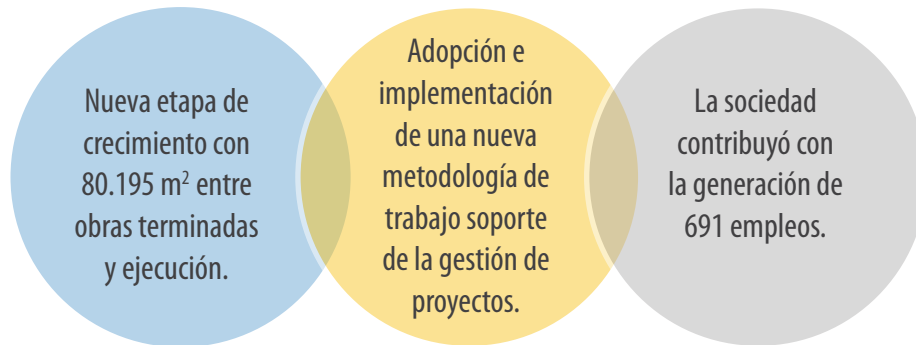 Nueva etapa de
crecimiento con
80.195 m² entre
obras terminadas
y ejecución.
Adopción e
implementación
de una nueva
metodología de
trabajo soporte
de la gestión de
proyectos.
La sociedad
contribuyó con
la generación de
691 empleos.